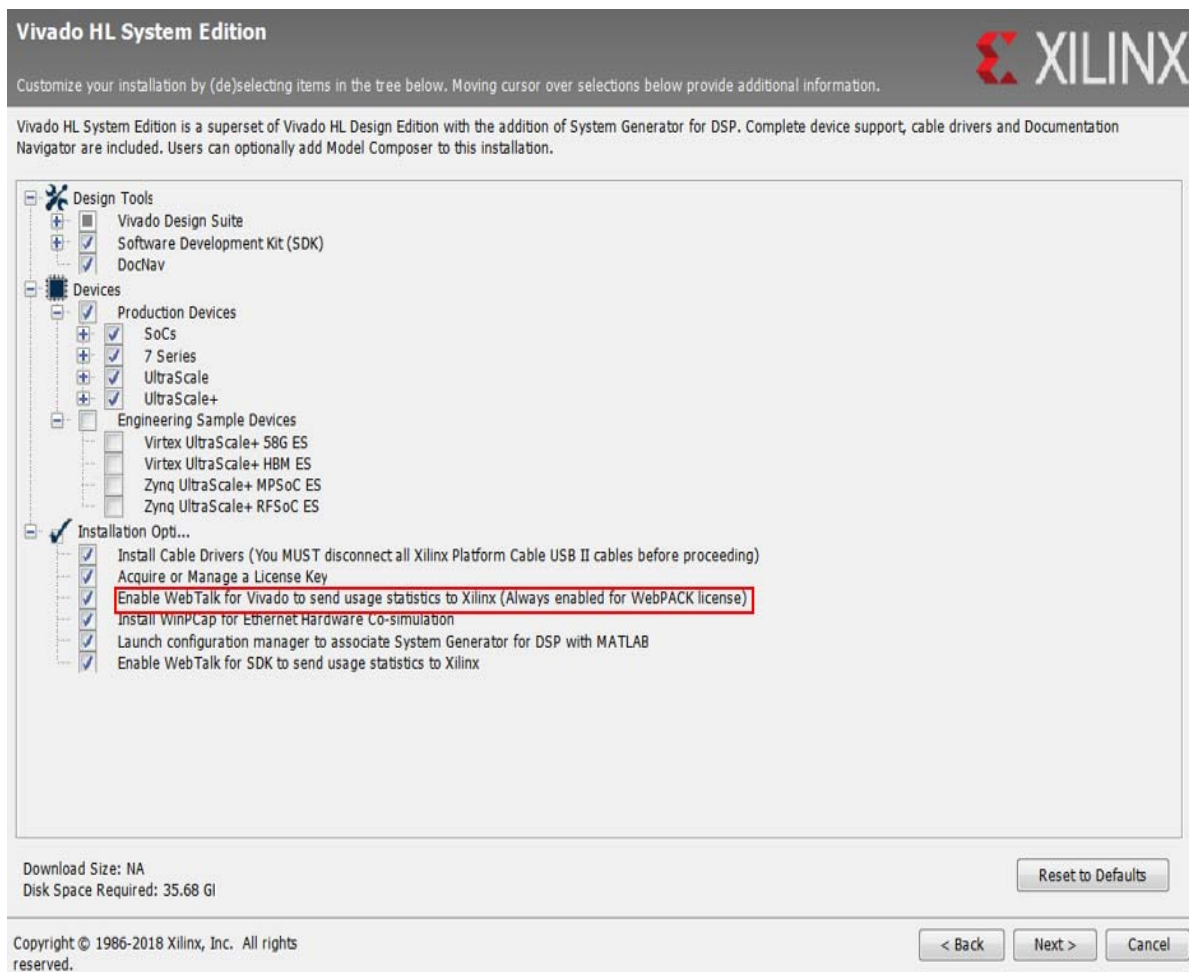 Vivado HL System Edition
XILINX
Customize your installation by (de)selecting items in the tree below. Moving cursor over selections below provide additional information.
Vivado HL System Edition is a superset of Vivado HL Design Edition with the addition of System Generator for DSP. Complete device support, cable drivers and Documentation
Navigator are included. Users can optionally add Model Composer to this installation.
Design Tools
Vivado Design Suite
Software Development Kit (SDK)
DocNav
Devices
Production Devices
SoCs
7 Series
UltraScale
UltraScale+
Engineering Sample Devices
Virtex UltraScale+ 58G ES
Virtex UltraScale+ HBM ES
Zynq UltraScale+ MPSoC ES
Zynq UltraScale+ RFSoC ES
Installation Opti...
Install Cable Drivers (You MUST disconnect all Xilinx Platform Cable USB II cables before proceeding)
Acquire or Manage a License Key
Enable WebTalk for Vivado to send usage statistics to Xilinx (Always enabled for WebPACK license)
Install WinPCap for Ethernet Hardware Co-simulation
Launch configuration manager to associate System Generator for DSP with MATLAB
Enable WebTalk for SDK to send usage statistics to Xilinx
Download Size: NA
Disk Space Required: 35.68 GI
Reset to Defaults
Copyright © 1986-2018 Xilinx, Inc. All rights
reserved.
< Back
Next >
Cancel